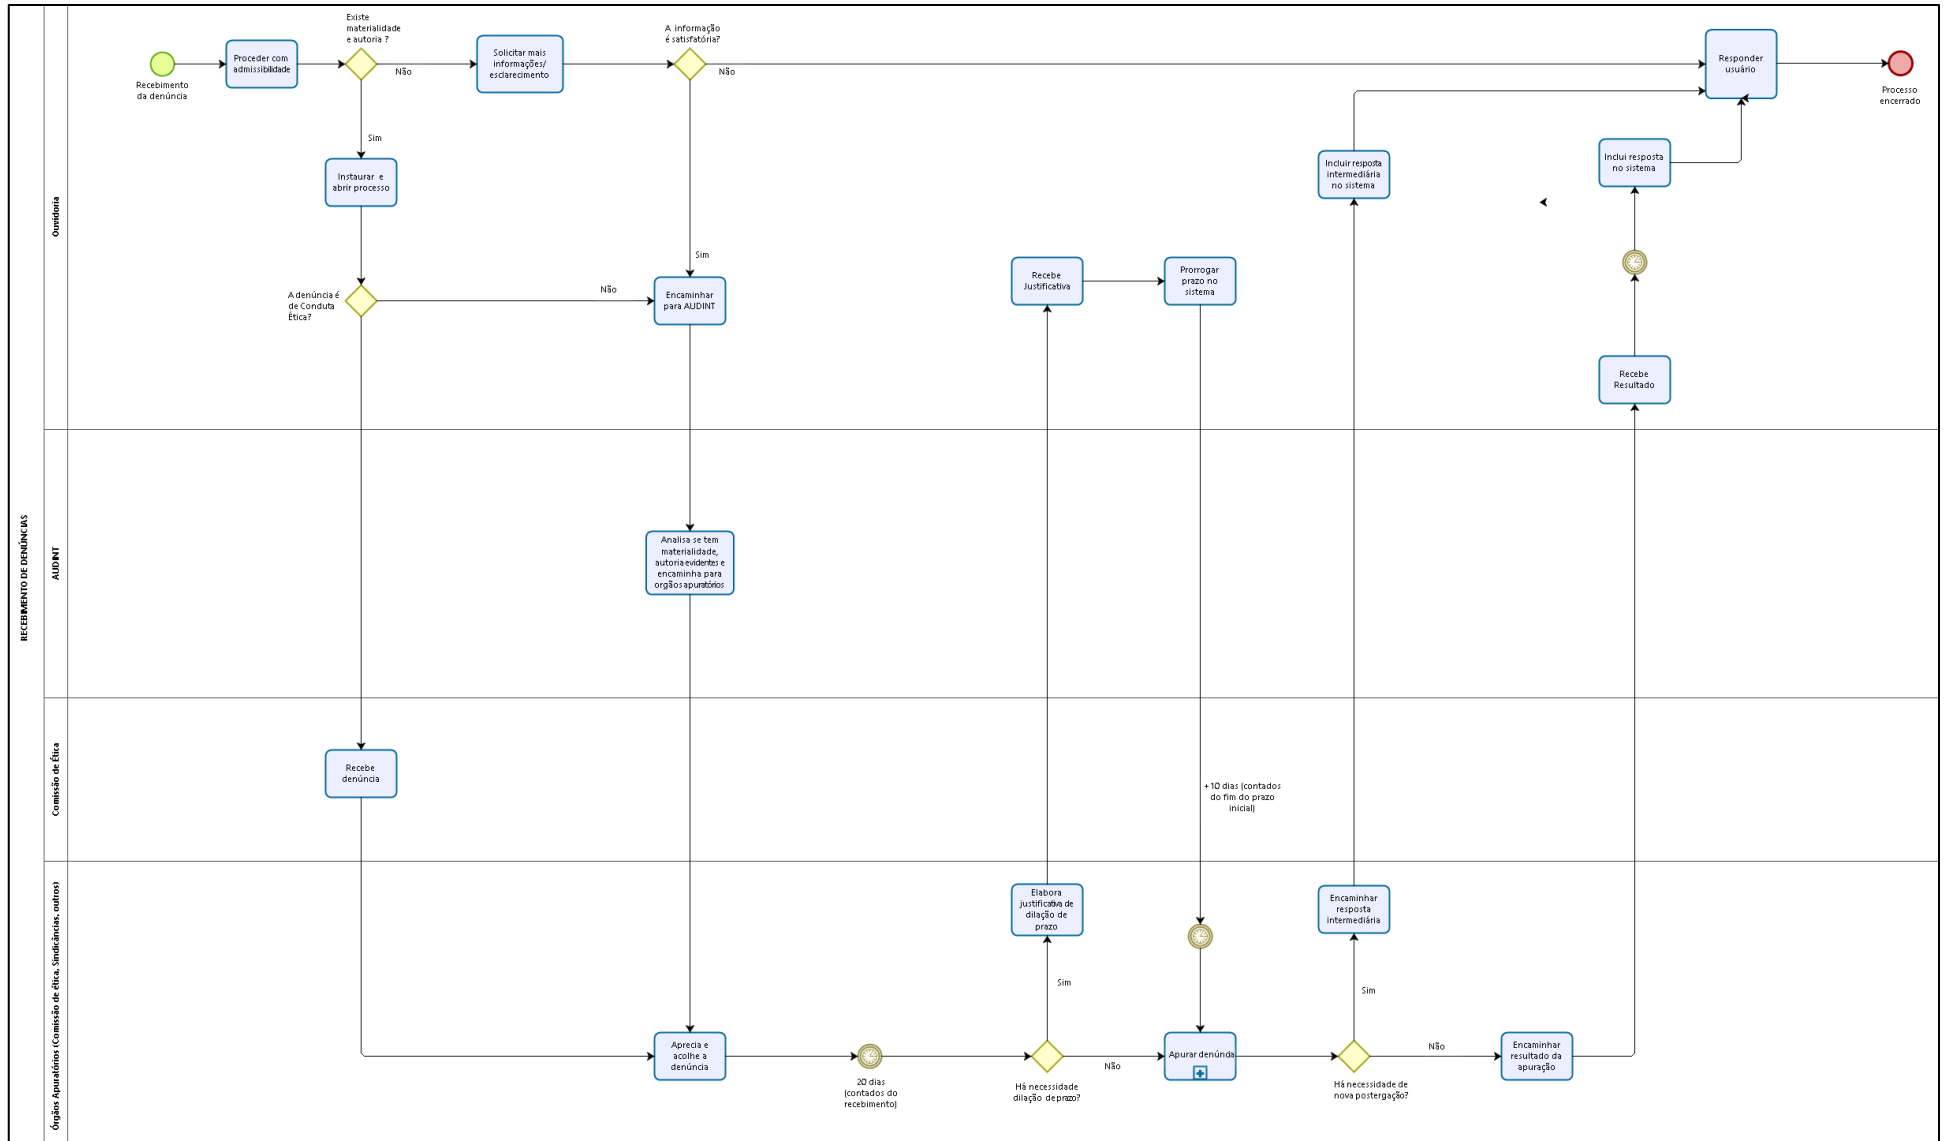 RECEBIMENTO DE DENÚNCIAS
Ouvidoria
Recebimento
da denúncia
Proceder com
admissibilidade
Existe
materialidade
e autoria ?
Não
Sim
Solicitar mais
informações/
esclarecimento
A informação
é satisfatória?
Não
Sim
Responder
usuário
Processo
encerrado
Instaurar e
abrir processo
A denúncia é
de Conduta
Ética?
Não
Encaminhar
para AUDINT
Recebe
Justificativa
Prorrogar
prazo no
sistema
Incluir resposta
intermediária
no sistema
Inclui resposta
no sistema
Recebe
Resultado
AUDINT
Analisa se tem
materialidade,
autoria evidentes e
encaminha para
orgãos apuratórios
Comissão de Ética
Recebe
denúncia
+ 10 dias (contados
do fim do prazo
inicial)
Órgãos Apuratórios (Comissão de ética, Sindicâncias, outros)
Aprecia e
acolhe a
denúncia
20 dias
(contados do
recebimento)
Elabora
justificativa de
dilação de
prazo
Sim
Há necessidade
dilação de prazo?
Não
Apurar denúncia
Encaminhar
resposta
intermediária
Sim
Há necessidade de
nova postergação?
Não
Encaminhar
resultado da
apuração